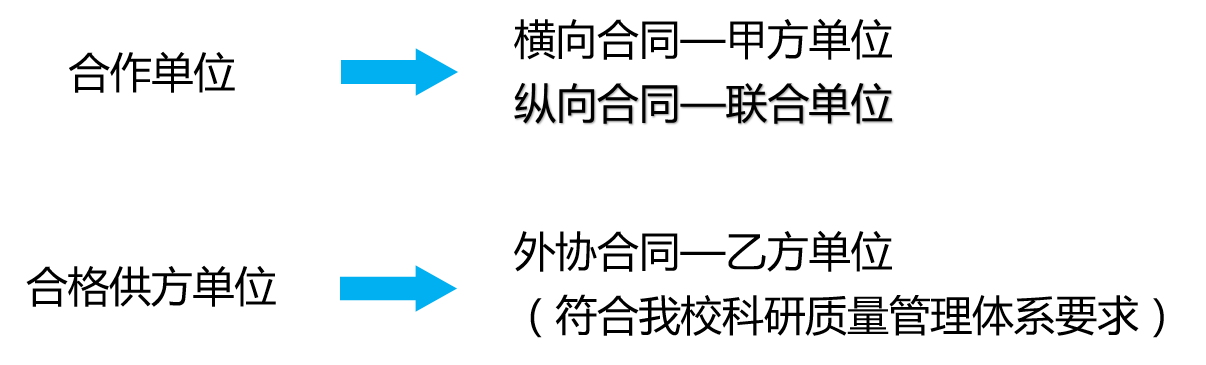 合作单位
横向合同—甲方单位
纵向合同—联合单位
合格供方单位
外协合同—乙方单位
（符合我校科研质量管理体系要求）